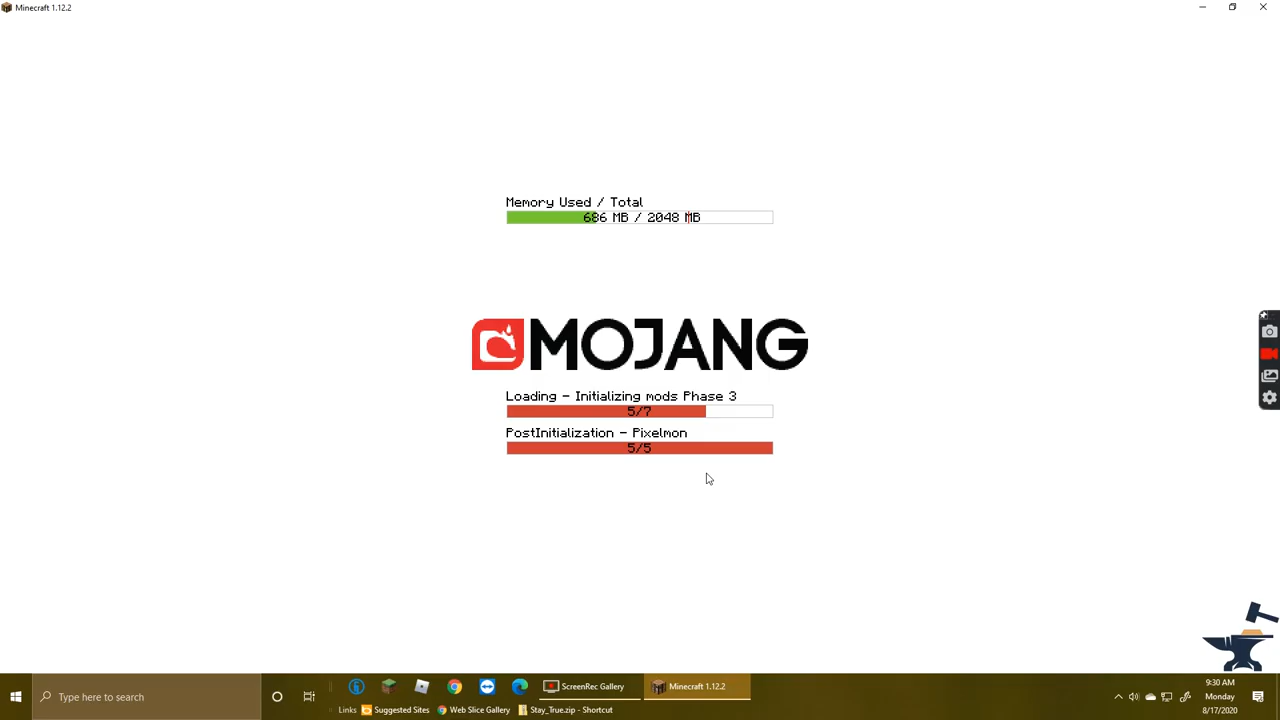 Minecraft 1.12.2
Memory Used / Total
686 MB / 2048 MB
MOJANG
Loading - Initializing mods Phase 3
5/7
PostInitialization - Pixelmon
5/5
Type here to search
ScreenRec Gallery
Minecraft 1.12.2
Links
Suggested Sites
Web Slice Gallery
Stay_True.zip - Shortcut
9:30 AM
Monday
8/17/2020